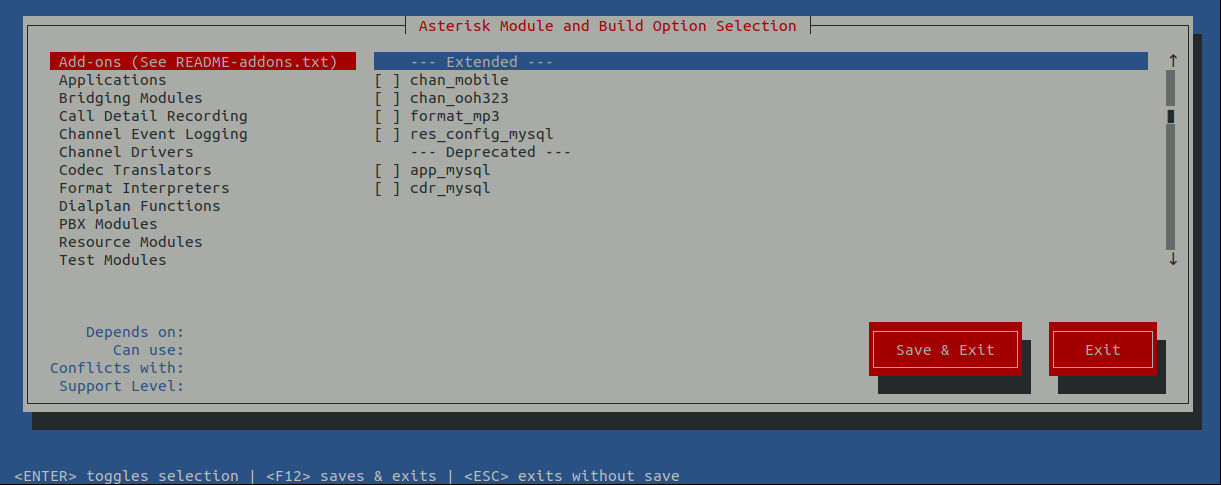 Asterisk Module and Build Option Selection
Add-ons (See README-addons.txt) --- Extended --- ↑
Applications [ ] chan_mobile
Bridging Modules [ ] chan_ooh323
Call Detail Recording [ ] format_mp3
Channel Event Logging [ ] res_config_mysql
Channel Drivers --- Deprecated ---
Codec Translators [ ] app_mysql
Format Interpreters [ ] cdr_mysql
Dialplan Functions
PBX Modules
Resource Modules
Test Modules ↓
Depends on:
Can use: Save & Exit Exit
Conflicts with:
Support Level:
<ENTER> toggles selection | <F12> saves & exits | <ESC> exits without save